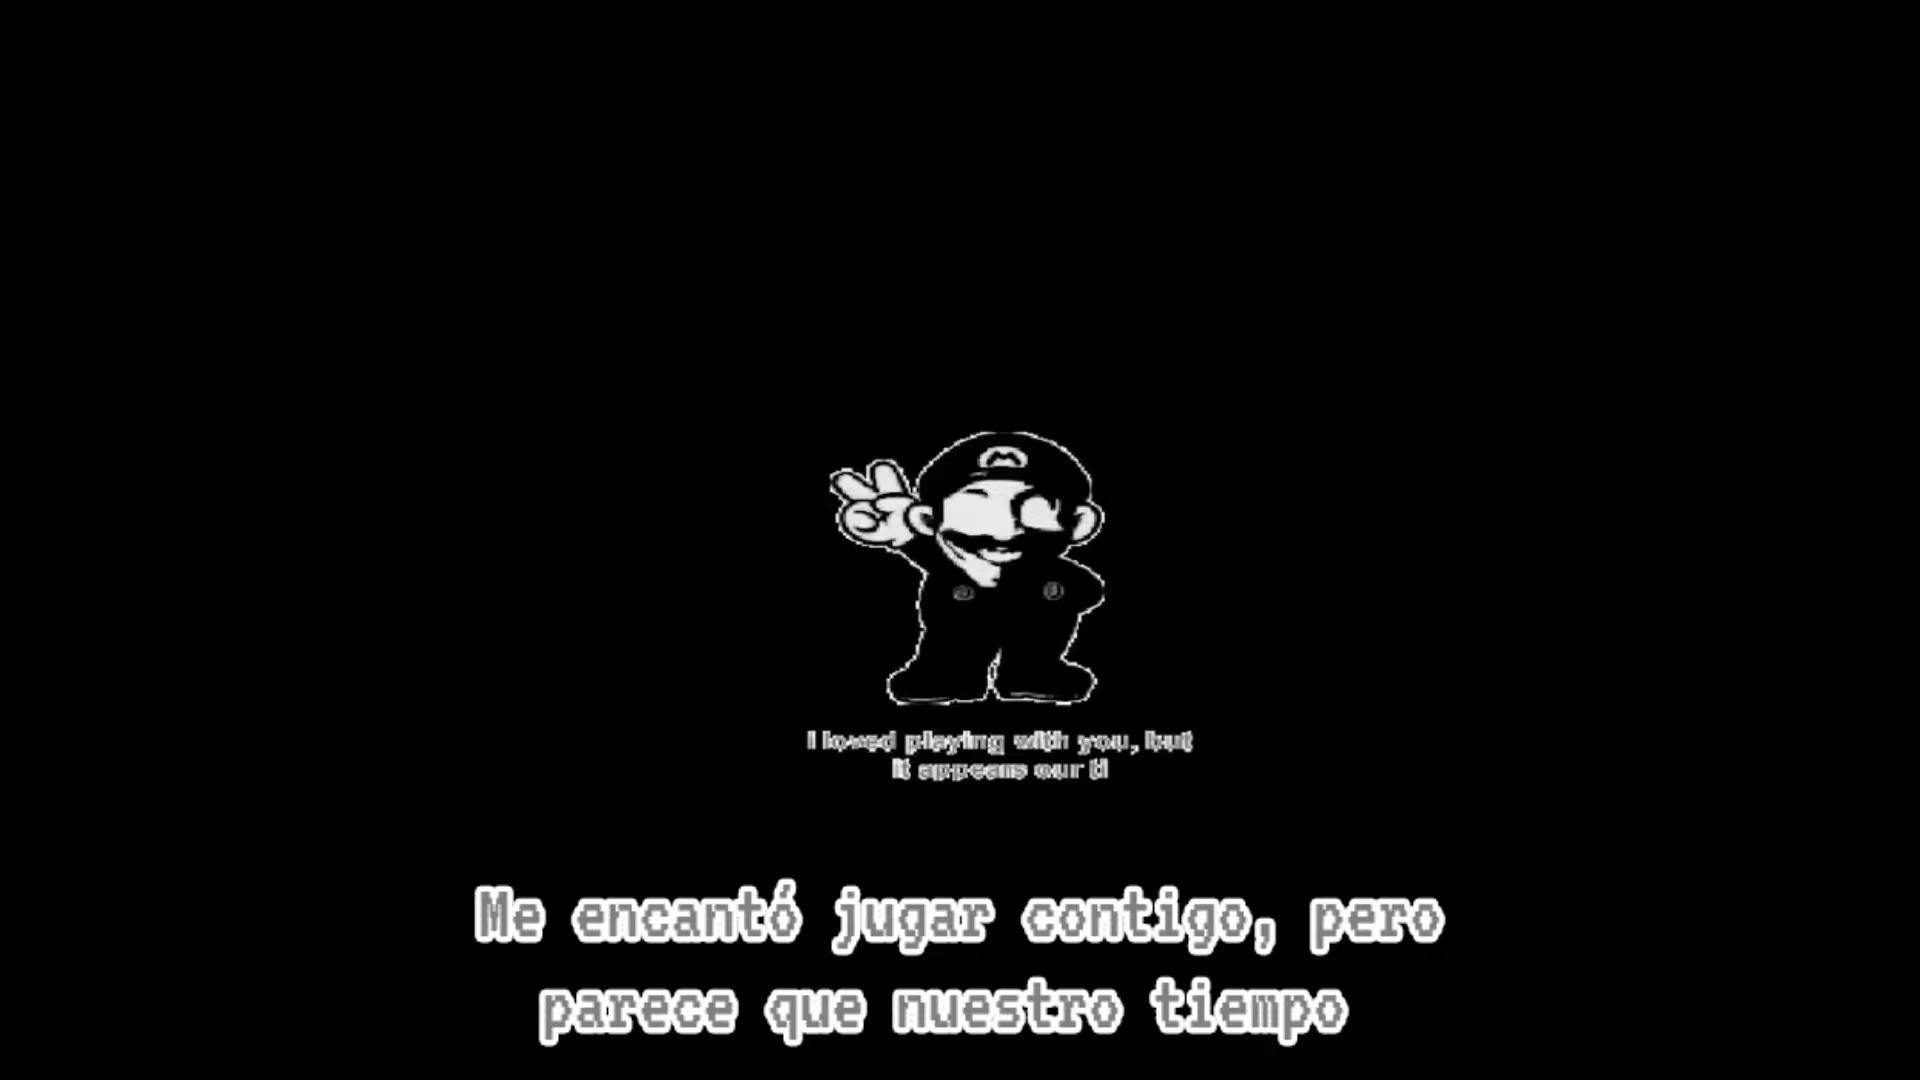 M
I loved playing with you, but
it appears our ti
Me encantó jugar contigo, pero
parece que nuestro tiempo